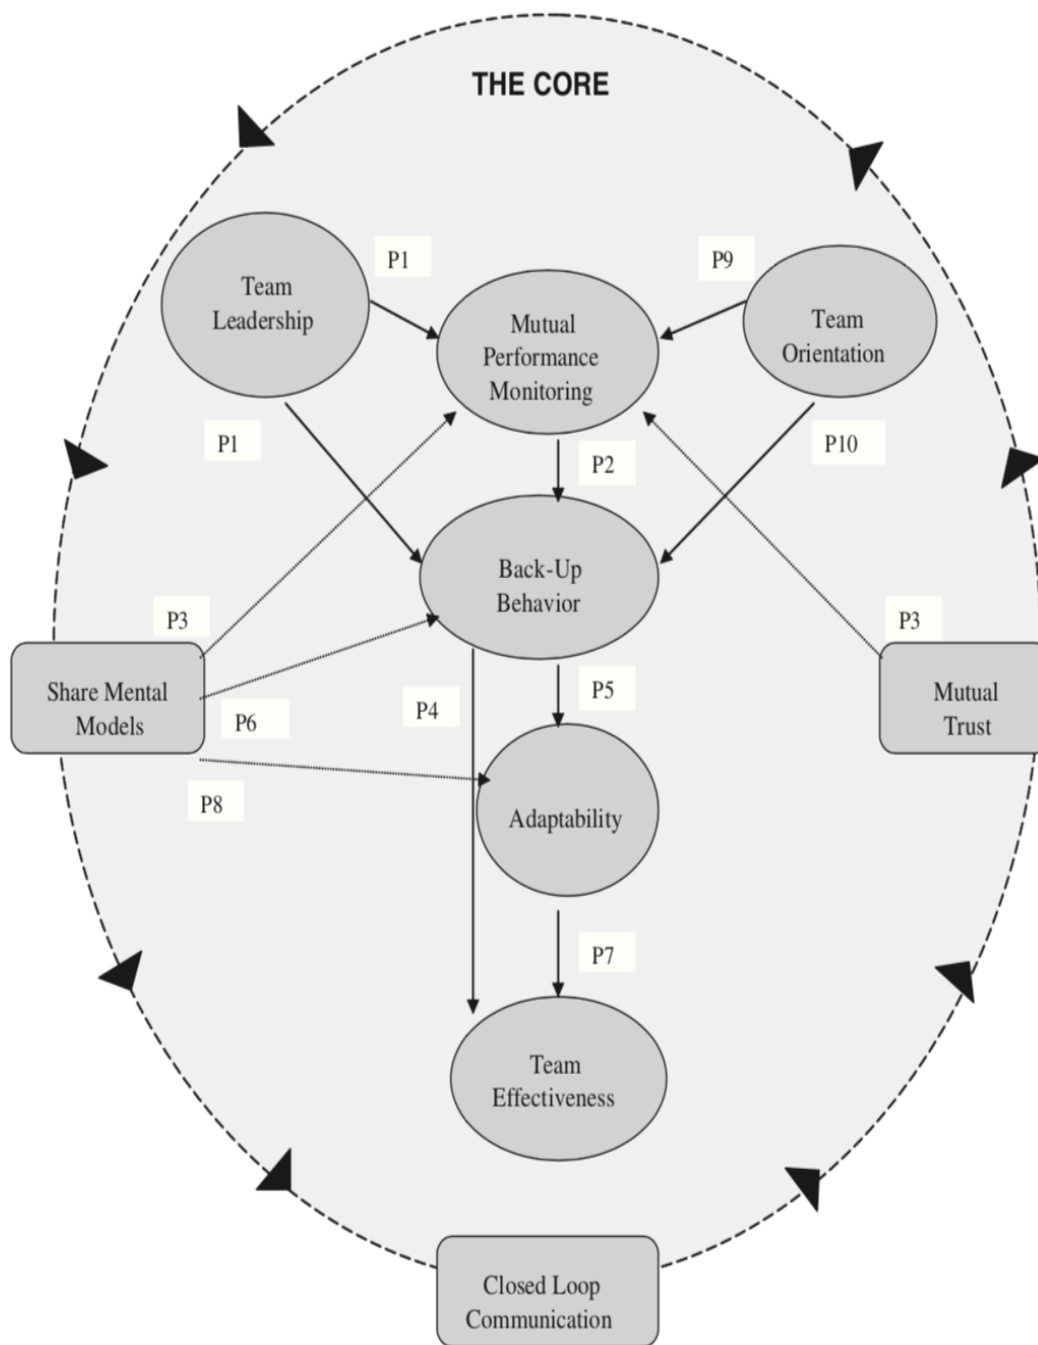 THE CORE
P1
P9
Team
Leadership
Mutual
Performance
Monitoring
Team
Orientation
P1
P2
P10
Back-Up
Behavior
P3
P3
Share Mental
Models
P6
P4
P5
Mutual
Trust
P8
Adaptability
P7
Team
Effectiveness
Closed Loop
Communication